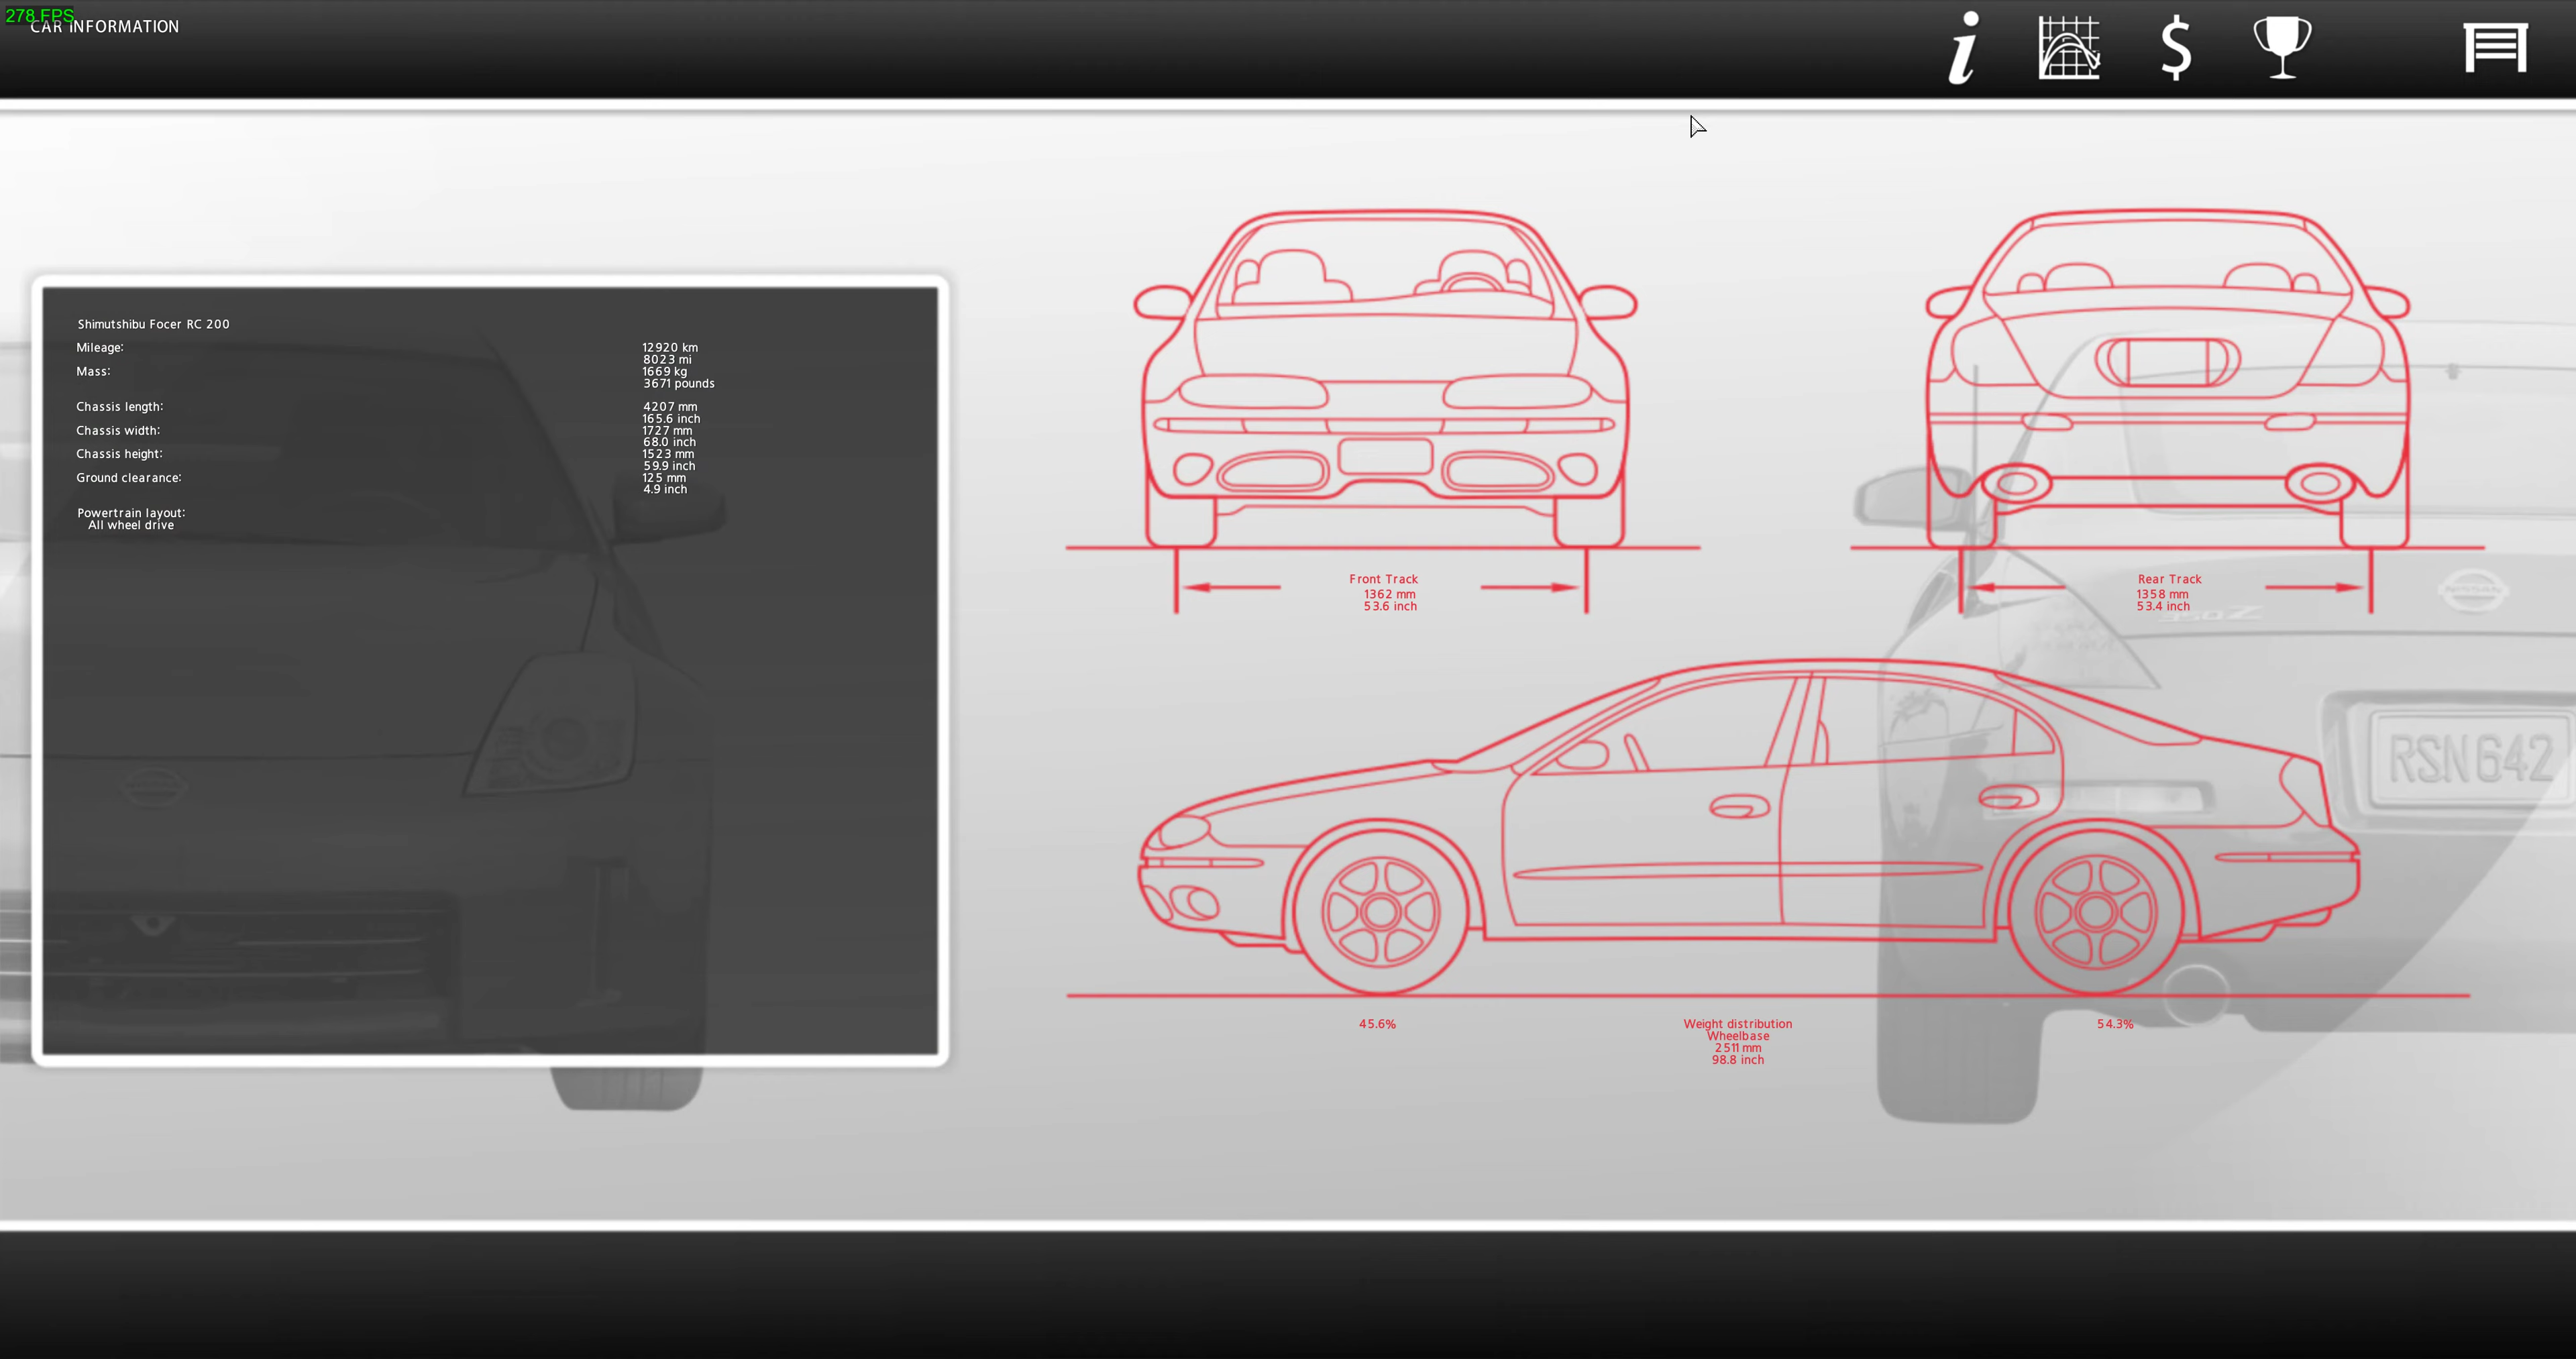 278 FPS
CAR INFORMATION
Shimutshibu Focer RC 200
Mileage: 12920 km
8023 mi
Mass: 1669 kg
3671 pounds
Chassis length: 4207 mm
165.6 inch
Chassis width: 1727 mm
68.0 inch
Chassis height: 1523 mm
59.9 inch
Ground clearance: 125 mm
4.9 inch
Powertrain layout:
All wheel drive
Front Track
1362 mm
53.6 inch
Rear Track
1358 mm
53.4 inch
NISSAN
350Z
RSN642
45.6% Weight distribution 54.3%
Wheelbase
2511 mm
98.8 inch